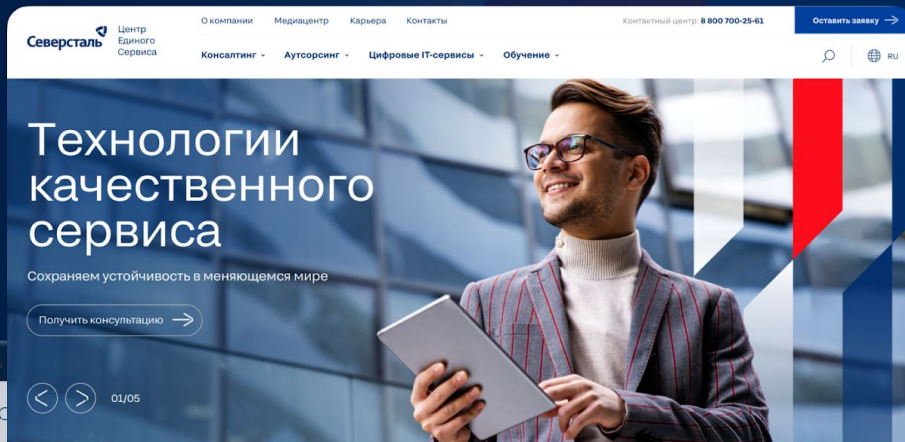 Северсталь
Центр
Единого
Сервиса
О компании Медиацентр Карьера Контакты
Контактный центр: 8 800 700-25-61
Оставить заявку
Консалтинг Аутсорсинг Цифровые IT-сервисы Обучение
RU
Технологии
качественного
сервиса
Сохраняем устойчивость в меняющемся мире
Получить консультацию
01/05